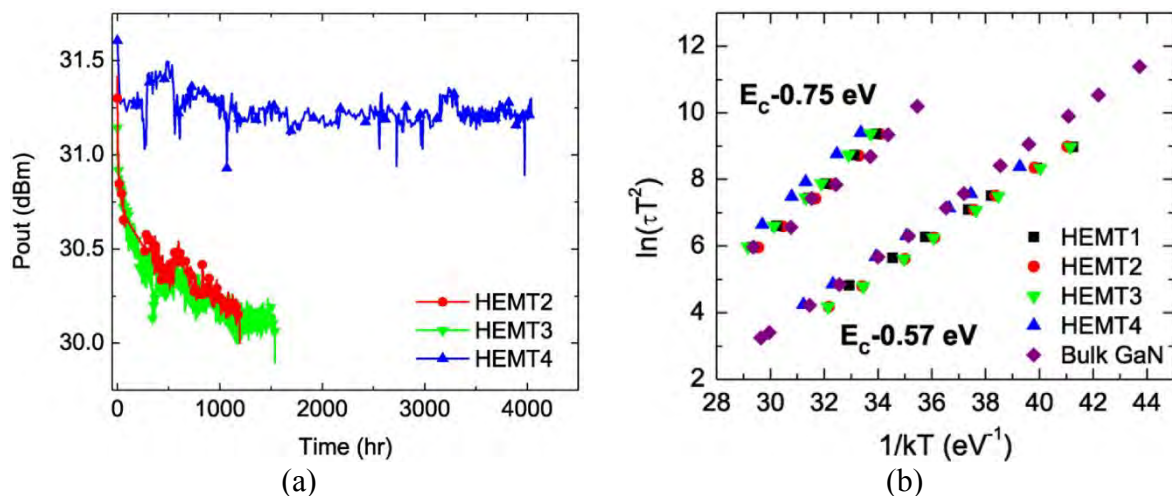 31.5
31.0
30.5
30.0
Pout (dBm)
HEMT2
HEMT3
HEMT4
0 1000 2000 3000 4000
Time (hr)
(a)
12
10
8
6
4
2
ln(τT²)
E_C-0.75 eV
E_C-0.57 eV
HEMT1
HEMT2
HEMT3
HEMT4
Bulk GaN
28 30 32 34 36 38 40 42 44
1/kT (eV⁻¹)
(b)